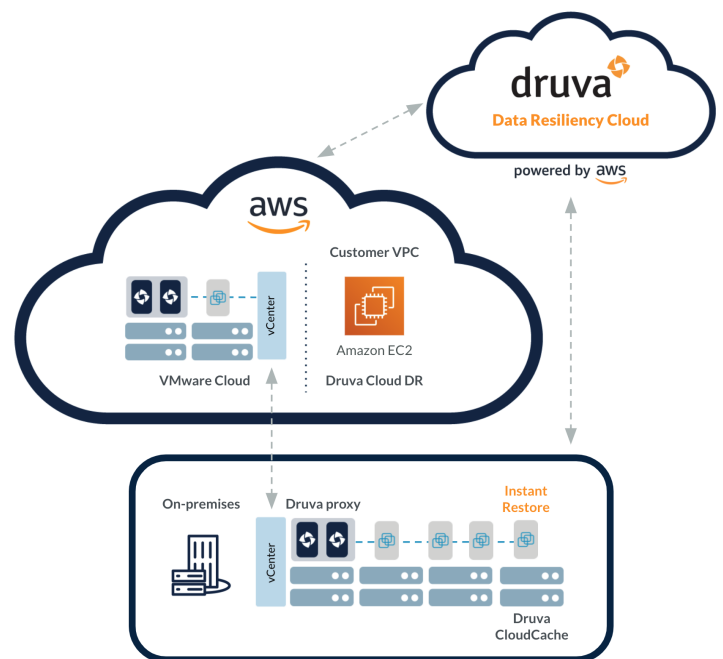 druva
Data Resiliency Cloud
powered by aws
aws
Customer VPC
vCenter
Amazon EC2
VMware Cloud
Druva Cloud DR
Instant
Restore
On-premises
Druva proxy
vCenter
Druva
CloudCache